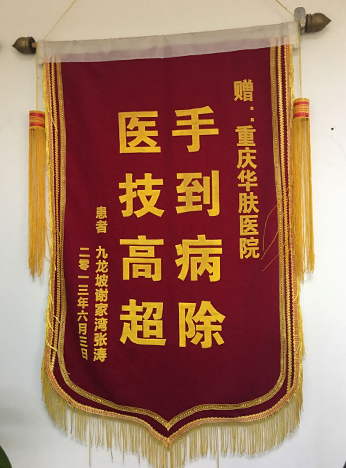 赠：重庆华肤医院
手到病除
医技高超
患者 九龙坡谢家湾张涛
二零一三年六月三日